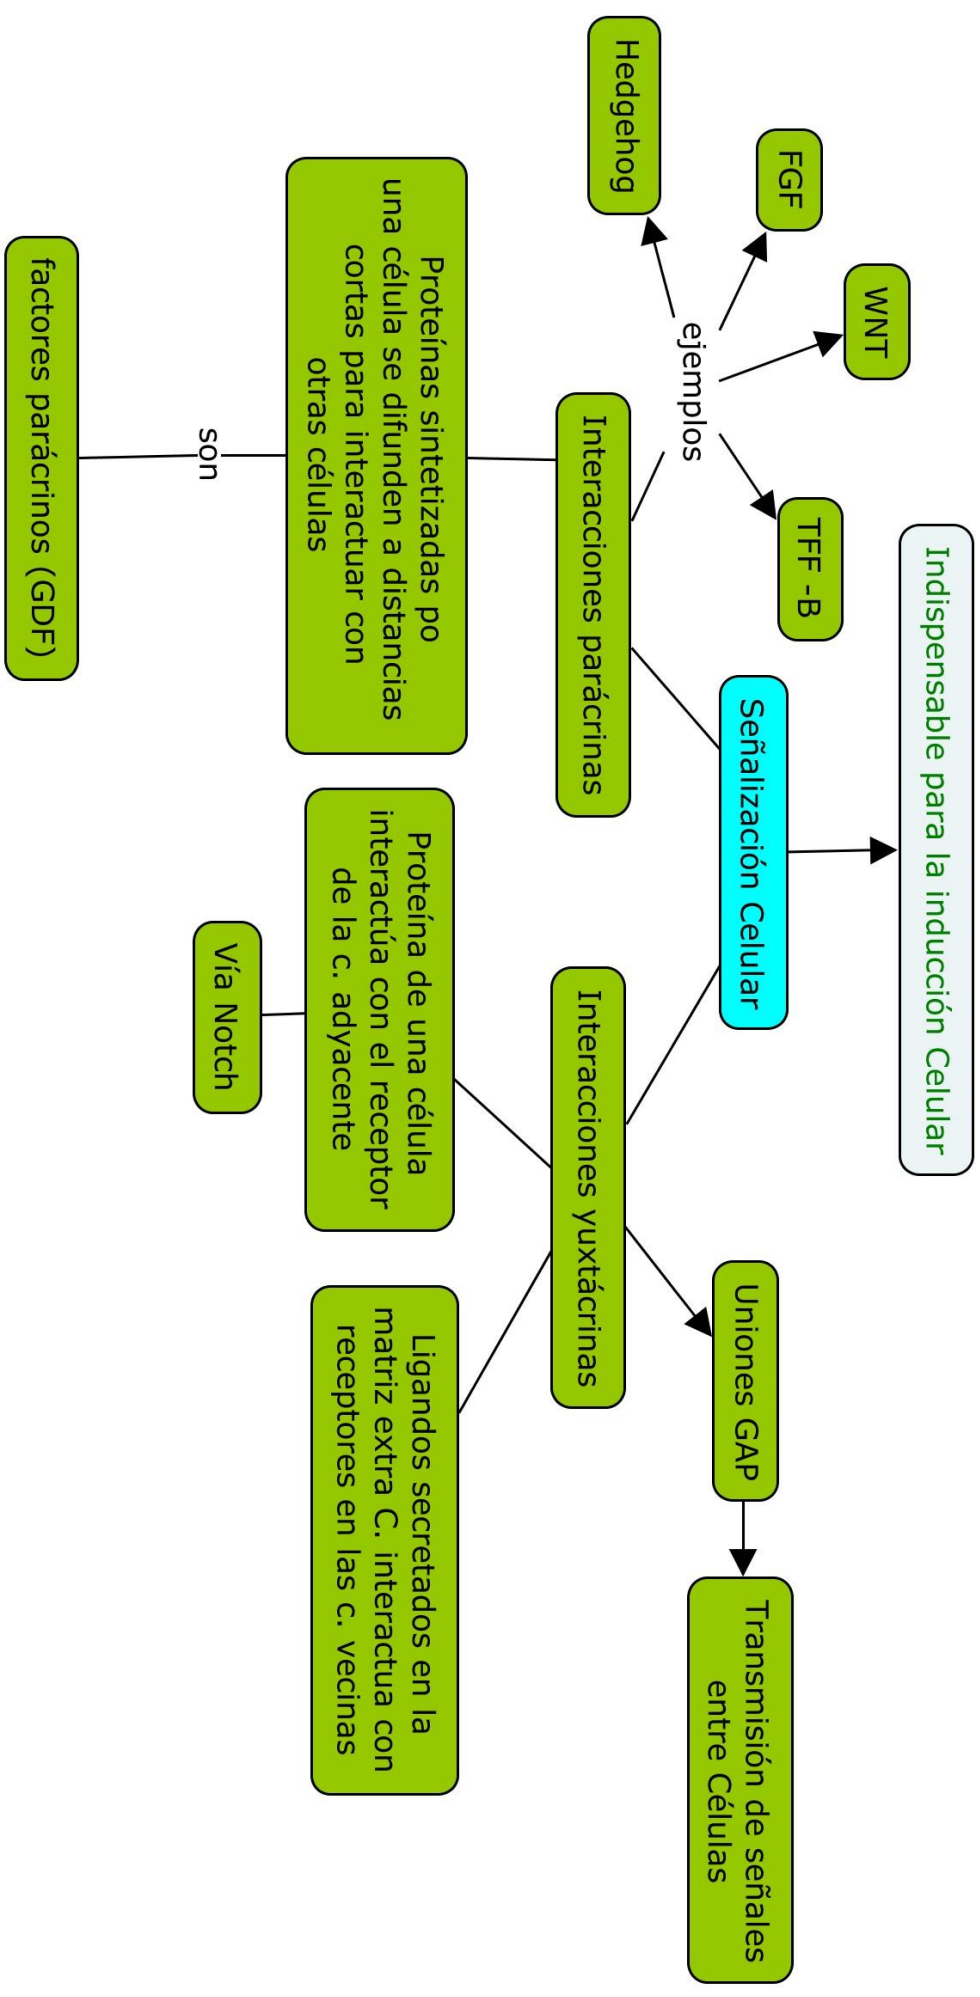 Indispensable para la inducción Celular
WNT
FGF
TFF -B
Hedgehog
ejemplos
Señalización Celular
Uniones GAP
Transmisión de señales
entre Células
Interacciones parácrinas
Interacciones yuxtácrinas
Proteínas sintetizadas po
una célula se difunden a distancias
cortas para interactuar con
otras células
Proteína de una célula
interactúa con el receptor
de la c. adyacente
Ligandos secretados en la
matriz extra C. interactua con
receptores en las c. vecinas
son
Vía Notch
factores parácrinos (GDF)